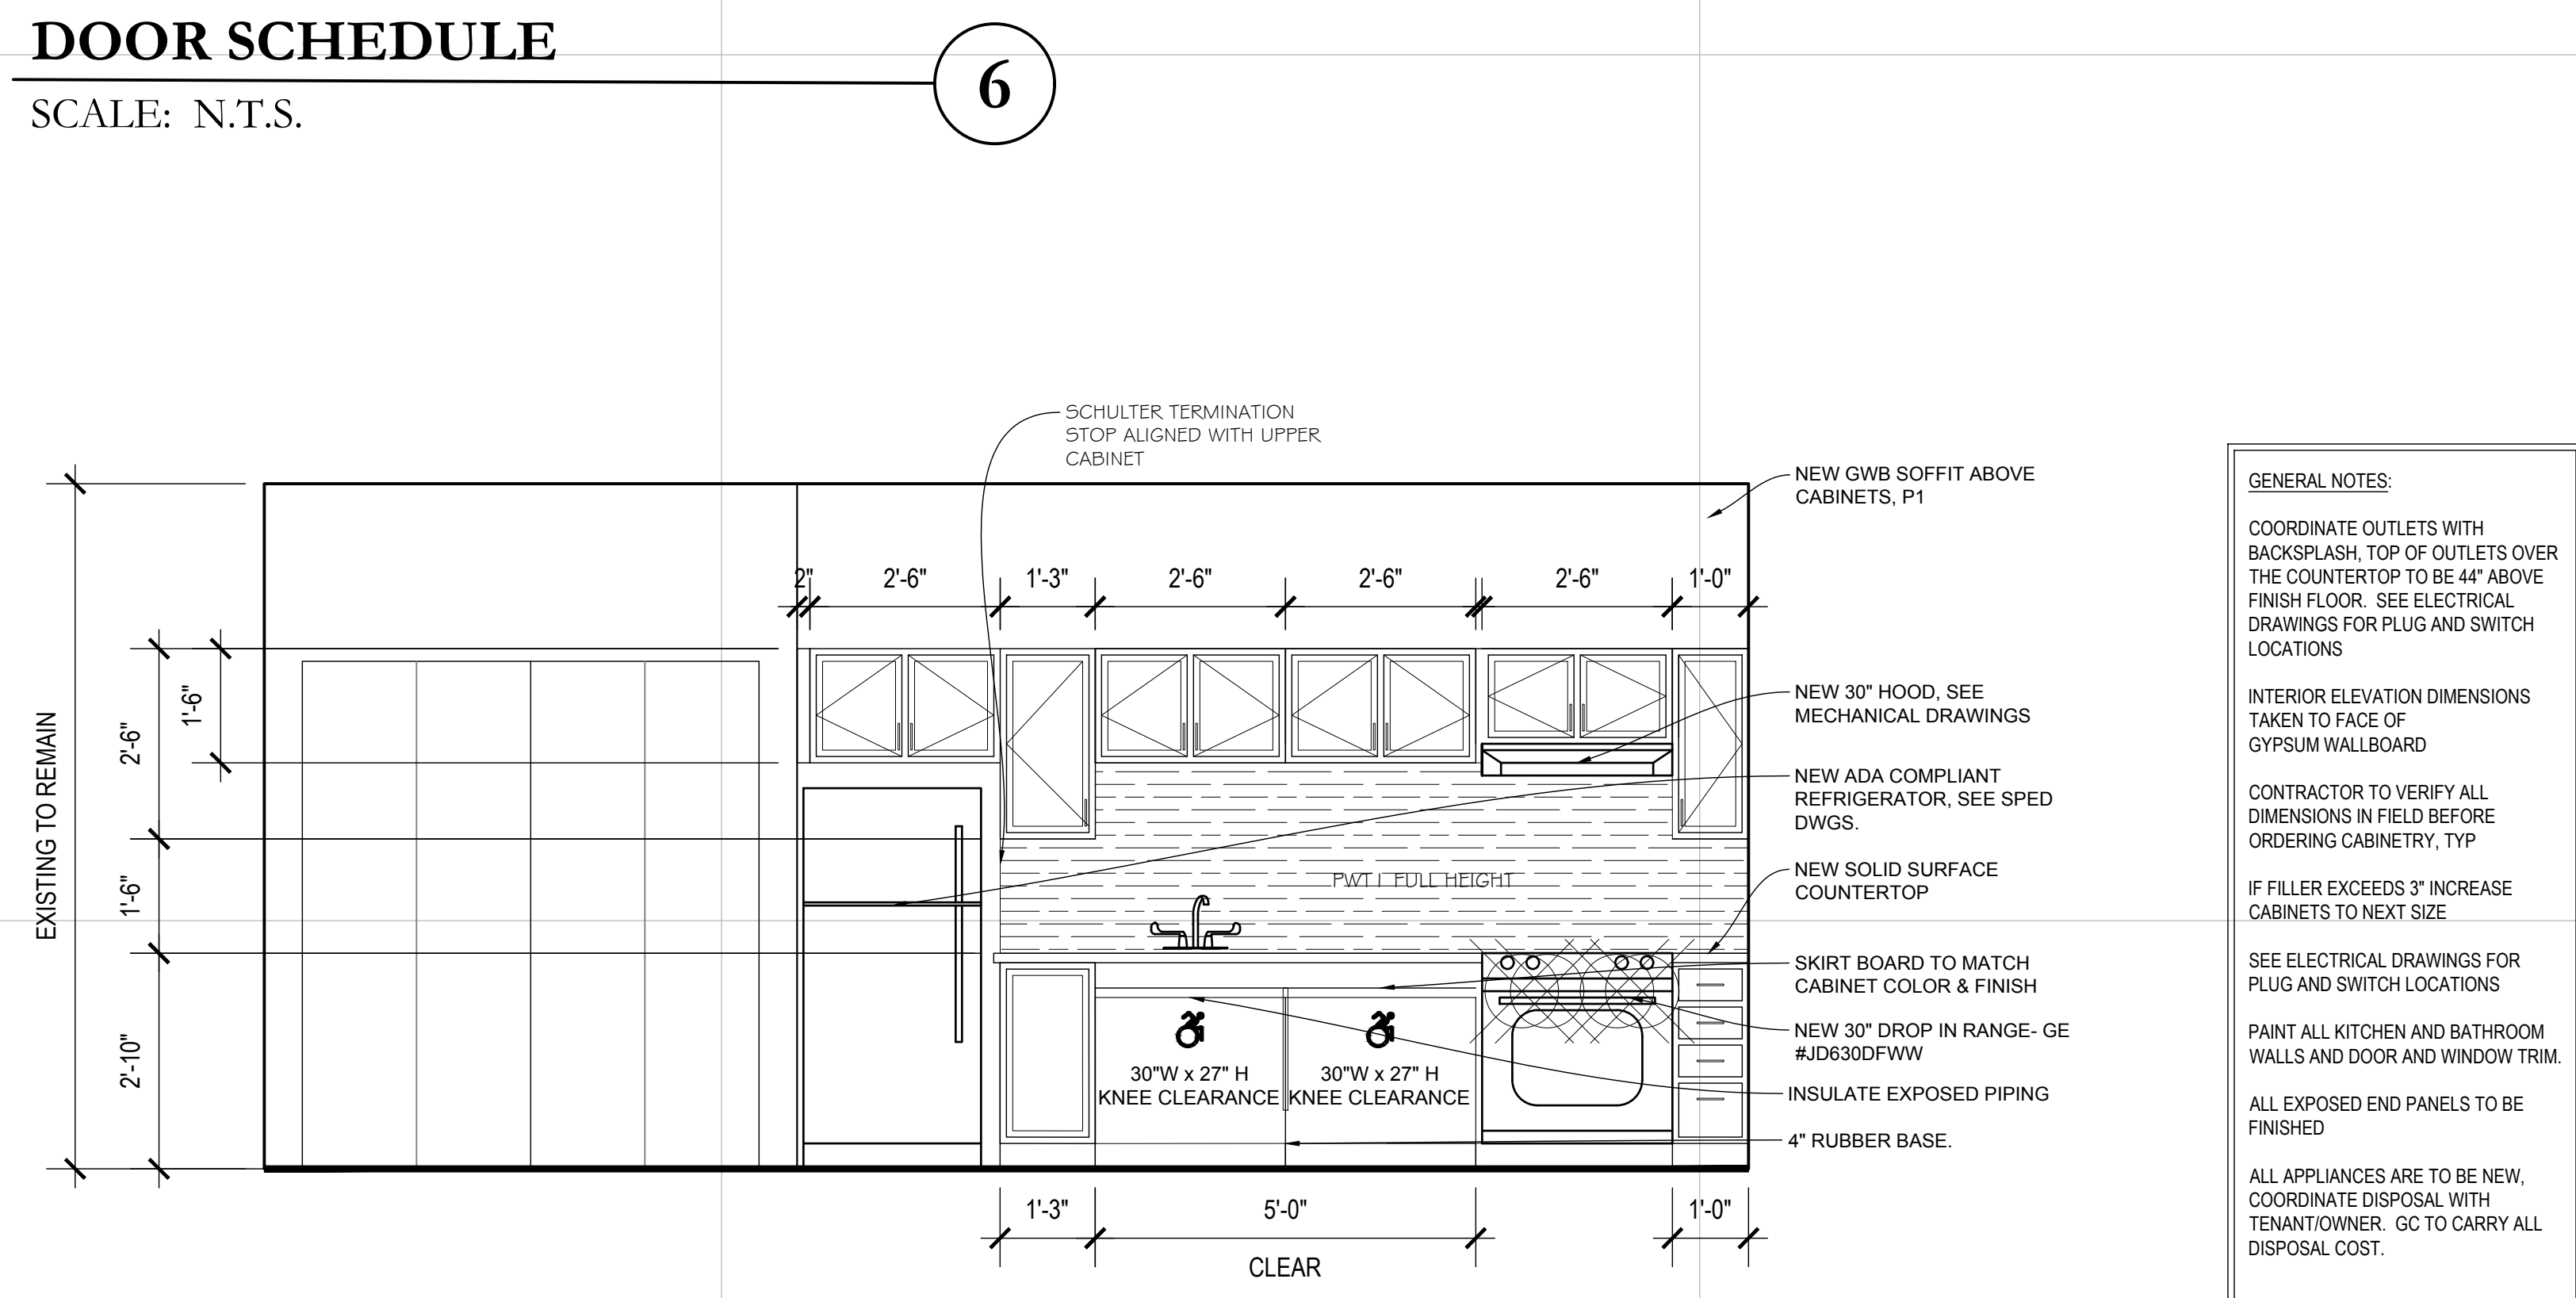 DOOR SCHEDULE
6
SCALE: N.T.S.
SCHULTER TERMINATION
STOP ALIGNED WITH UPPER
CABINET
NEW GWB SOFFIT ABOVE
CABINETS, P1
2"
2'-6"
1'-3"
2'-6"
2'-6"
2'-6"
1'-0"
EXISTING TO REMAIN
2'-6"
1'-6"
1'-6"
2'-10"
NEW 30" HOOD, SEE
MECHANICAL DRAWINGS
NEW ADA COMPLIANT
REFRIGERATOR, SEE SPED
DWGS.
NEW SOLID SURFACE
COUNTERTOP
PWT1 FULL HEIGHT
SKIRT BOARD TO MATCH
CABINET COLOR & FINISH
NEW 30" DROP IN RANGE- GE
#JD630DFWW
INSULATE EXPOSED PIPING
4" RUBBER BASE.
30"W x 27" H
KNEE CLEARANCE
30"W x 27" H
KNEE CLEARANCE
1'-3"
5'-0"
1'-0"
CLEAR
GENERAL NOTES:
COORDINATE OUTLETS WITH
BACKSPLASH, TOP OF OUTLETS OVER
THE COUNTERTOP TO BE 44" ABOVE
FINISH FLOOR. SEE ELECTRICAL
DRAWINGS FOR PLUG AND SWITCH
LOCATIONS
INTERIOR ELEVATION DIMENSIONS
TAKEN TO FACE OF
GYPSUM WALLBOARD
CONTRACTOR TO VERIFY ALL
DIMENSIONS IN FIELD BEFORE
ORDERING CABINETRY, TYP
IF FILLER EXCEEDS 3" INCREASE
CABINETS TO NEXT SIZE
SEE ELECTRICAL DRAWINGS FOR
PLUG AND SWITCH LOCATIONS
PAINT ALL KITCHEN AND BATHROOM
WALLS AND DOOR AND WINDOW TRIM.
ALL EXPOSED END PANELS TO BE
FINISHED
ALL APPLIANCES ARE TO BE NEW,
COORDINATE DISPOSAL WITH
TENANT/OWNER. GC TO CARRY ALL
DISPOSAL COST.